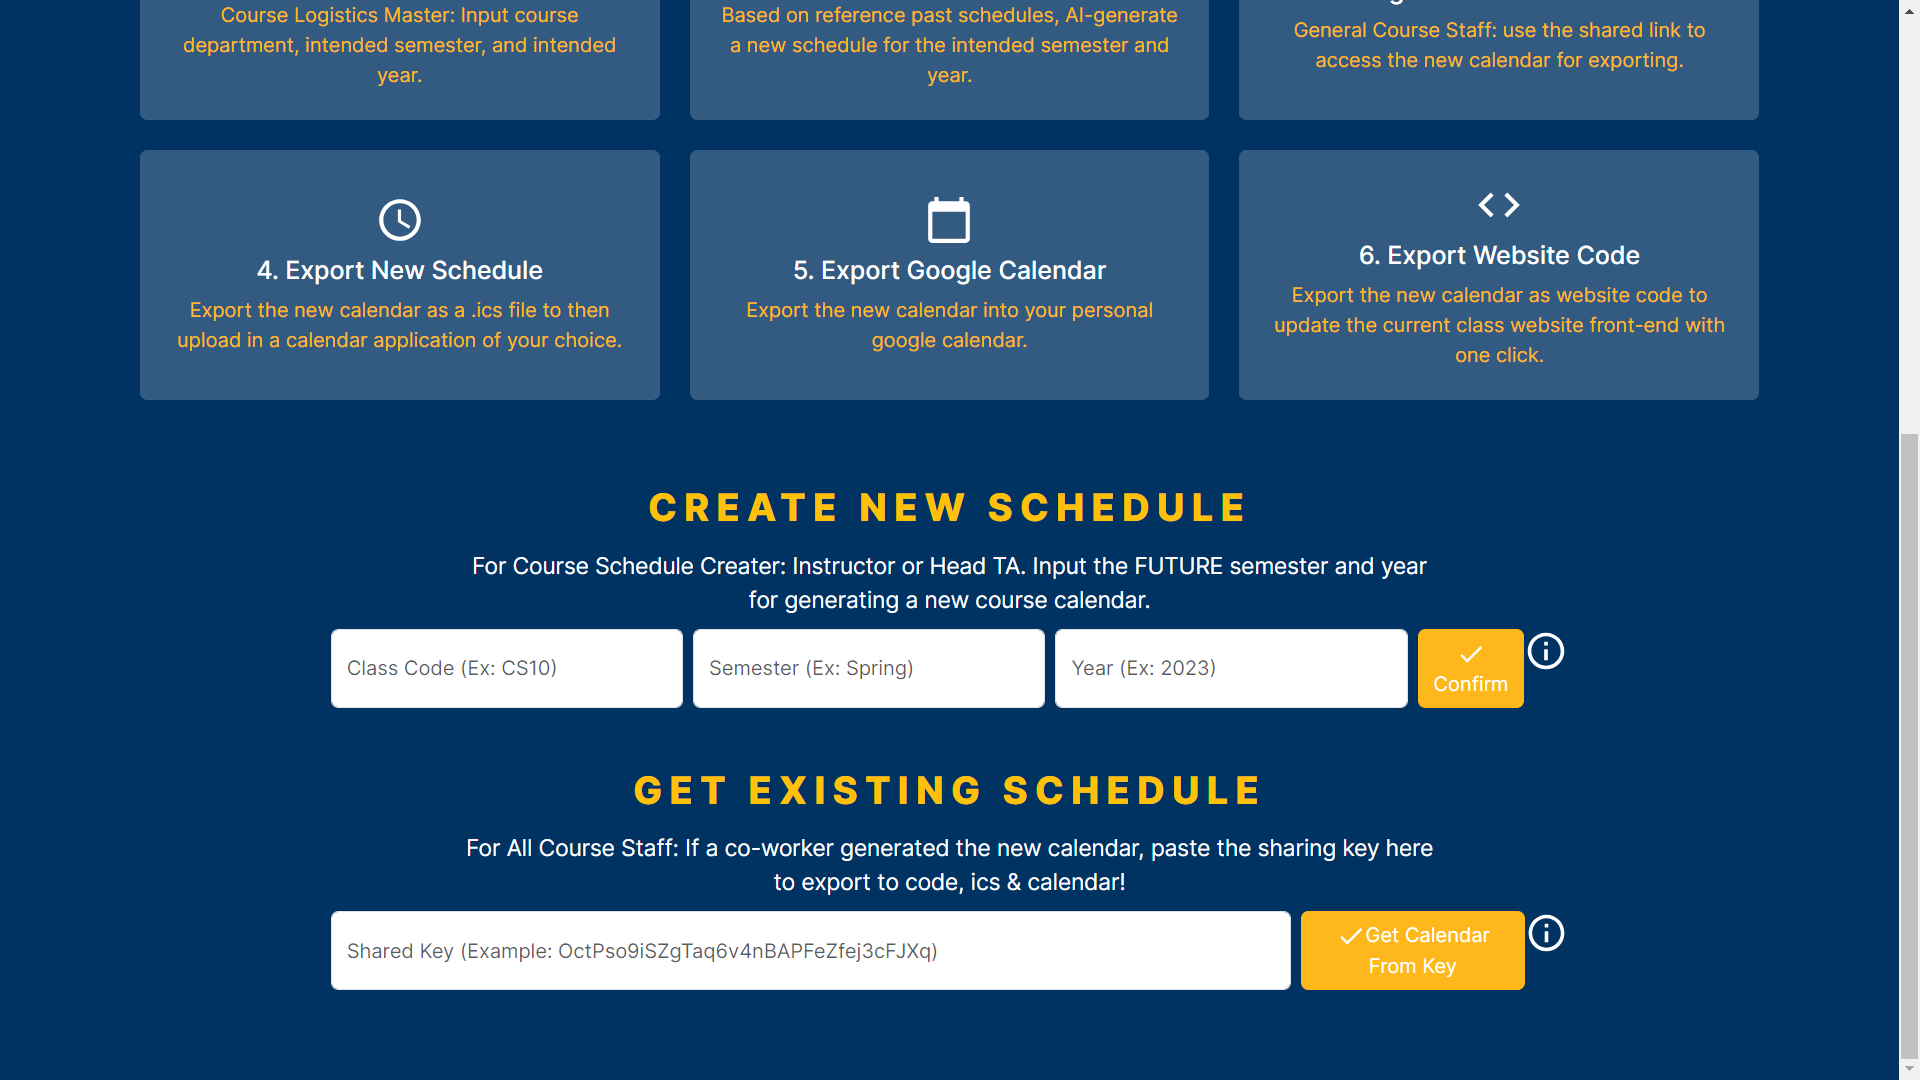 Course Logistics Master: Input course
department, intended semester, and intended
year.
Based on reference past schedules, AI-generate
a new schedule for the intended semester and
year.
General Course Staff: use the shared link to
access the new calendar for exporting.
4. Export New Schedule
Export the new calendar as a .ics file to then
upload in a calendar application of your choice.
5. Export Google Calendar
Export the new calendar into your personal
google calendar.
6. Export Website Code
Export the new calendar as website code to
update the current class website front-end with
one click.
CREATE NEW SCHEDULE
For Course Schedule Creater: Instructor or Head TA. Input the FUTURE semester and year
for generating a new course calendar.
Class Code (Ex: CS10)
Semester (Ex: Spring)
Year (Ex: 2023)
Confirm
GET EXISTING SCHEDULE
For All Course Staff: If a co-worker generated the new calendar, paste the sharing key here
to export to code, ics & calendar!
Shared Key (Example: OctPso9iSZgTaq6v4nBAPFeZfej3cFJXq)
Get Calendar
From Key